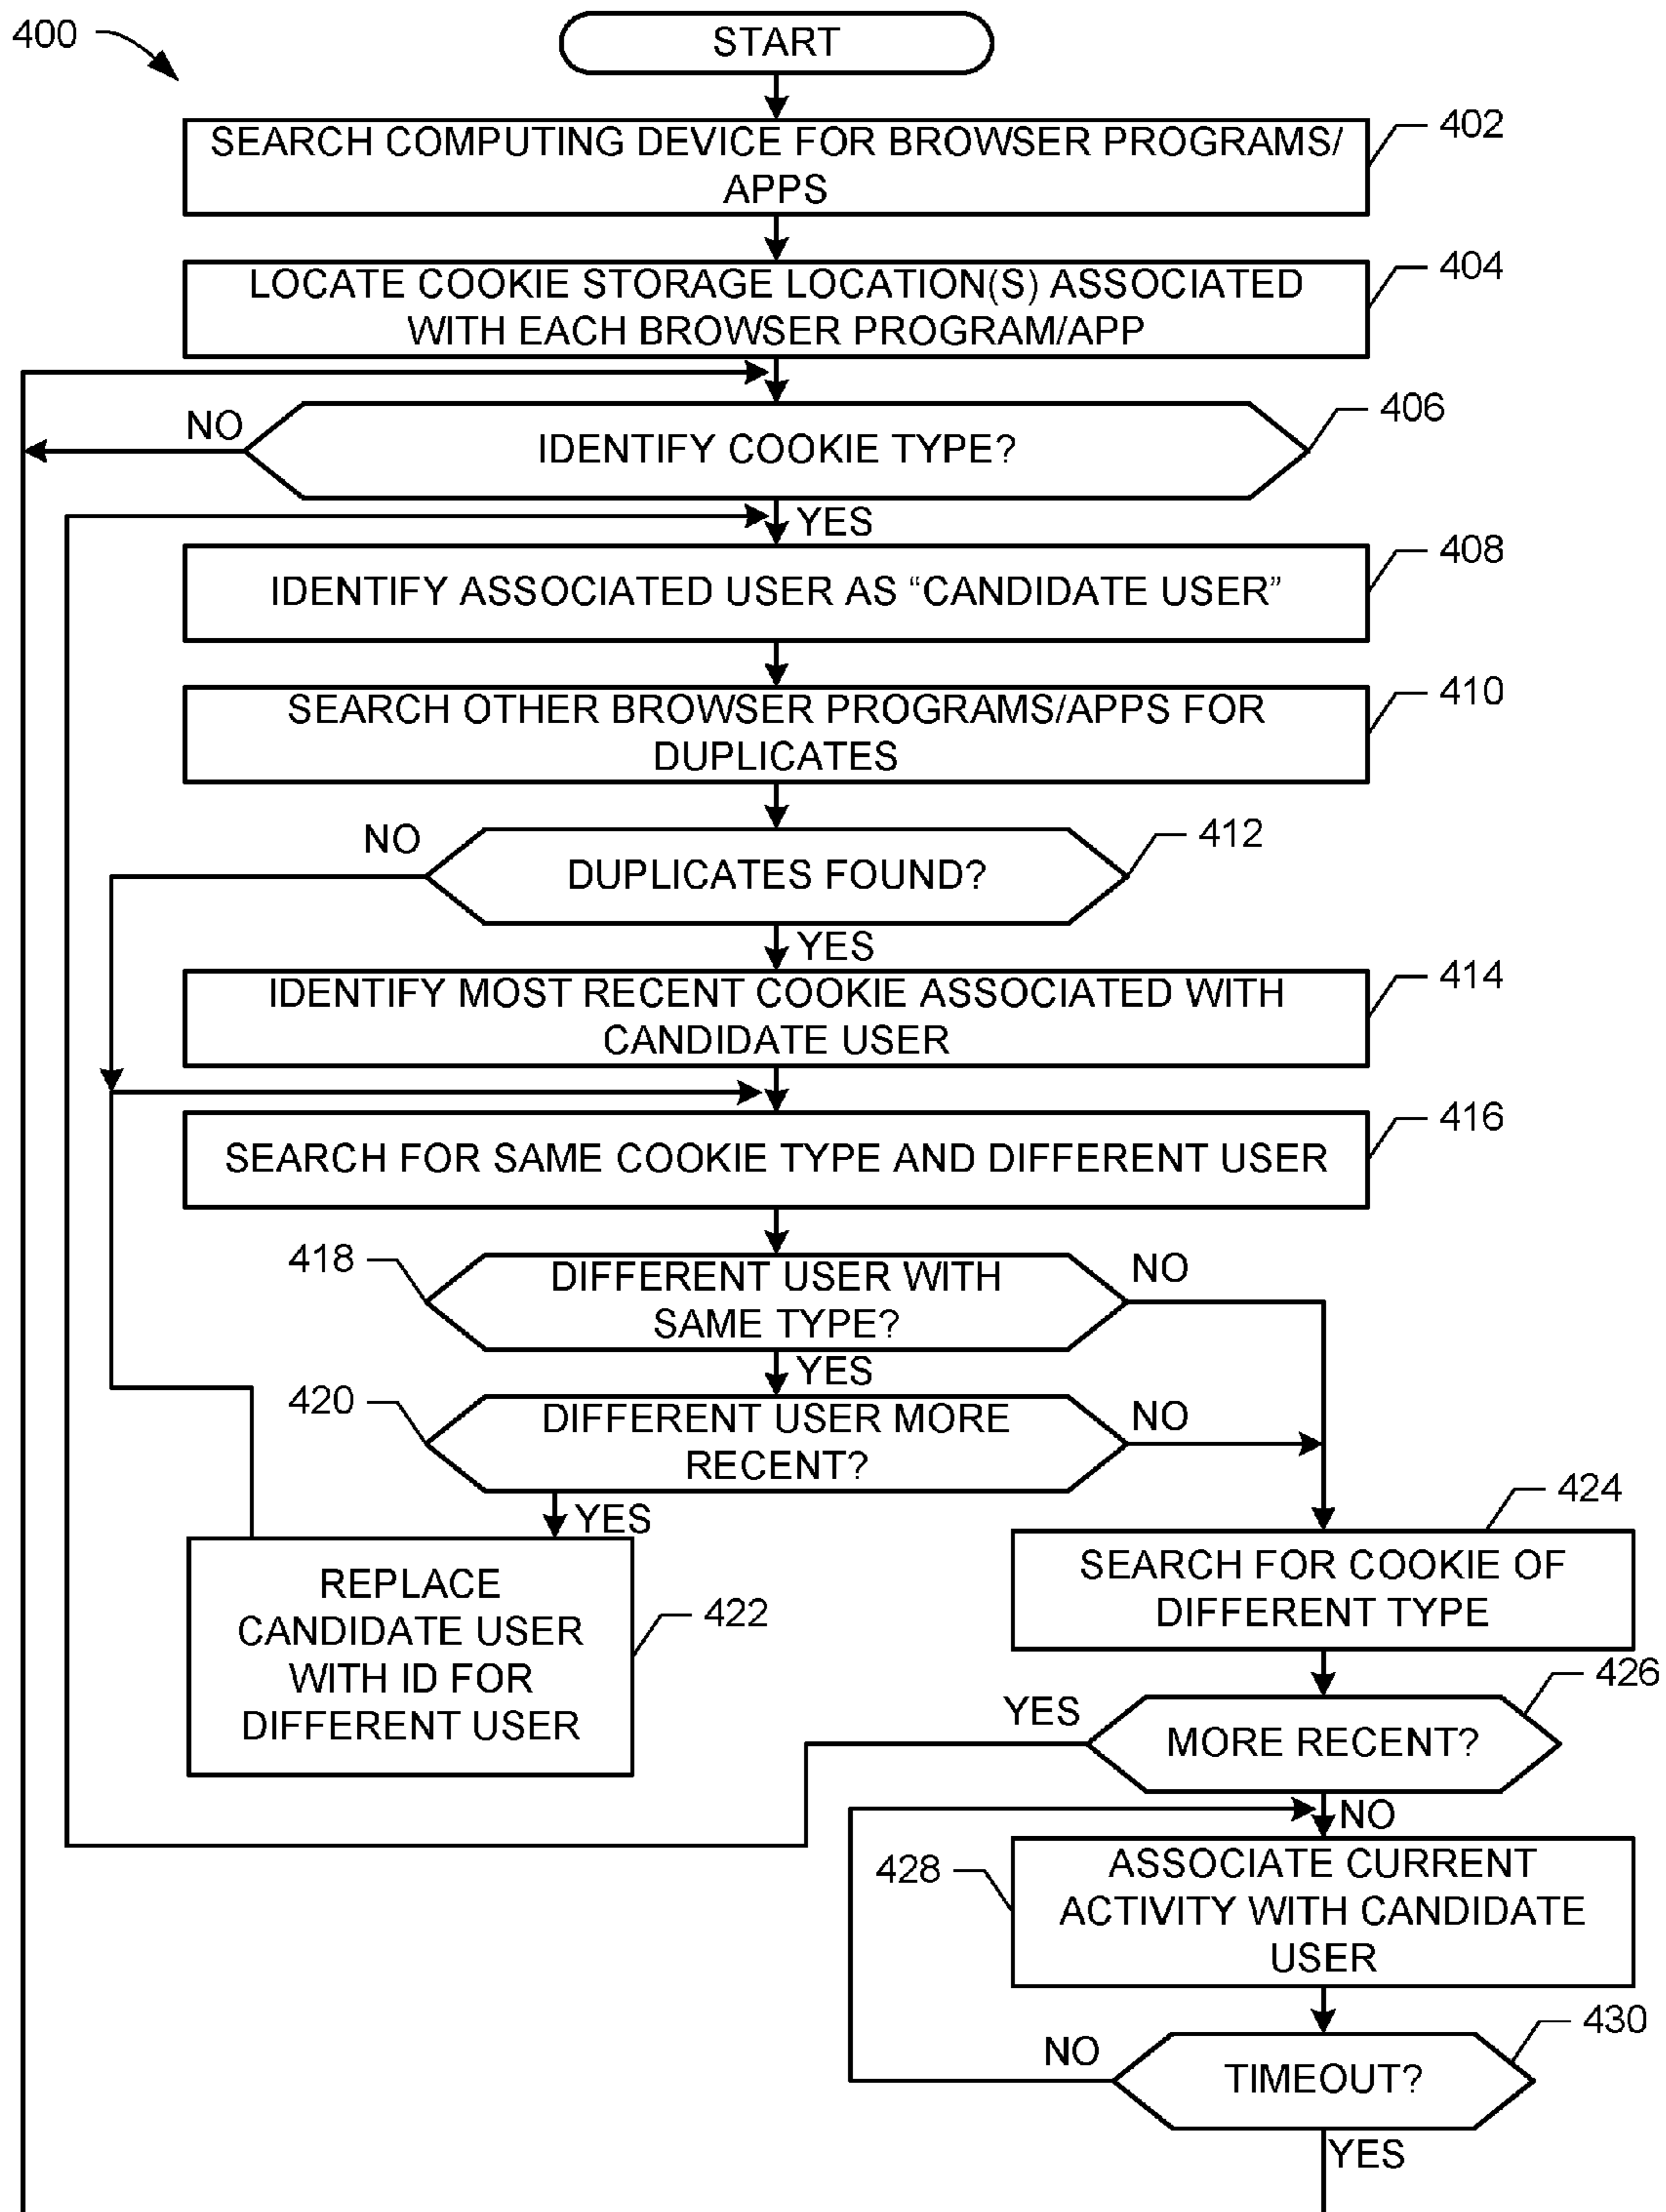 400
START
SEARCH COMPUTING DEVICE FOR BROWSER PROGRAMS/
APPS
402
LOCATE COOKIE STORAGE LOCATION(S) ASSOCIATED
WITH EACH BROWSER PROGRAM/APP
404
NO
IDENTIFY COOKIE TYPE?
406
YES
IDENTIFY ASSOCIATED USER AS “CANDIDATE USER”
408
SEARCH OTHER BROWSER PROGRAMS/APPS FOR
DUPLICATES
410
NO
DUPLICATES FOUND?
412
YES
IDENTIFY MOST RECENT COOKIE ASSOCIATED WITH
CANDIDATE USER
414
SEARCH FOR SAME COOKIE TYPE AND DIFFERENT USER
416
418
DIFFERENT USER WITH
SAME TYPE?
NO
YES
420
DIFFERENT USER MORE
RECENT?
NO
YES
REPLACE
CANDIDATE USER
WITH ID FOR
DIFFERENT USER
422
424
SEARCH FOR COOKIE OF
DIFFERENT TYPE
426
YES
MORE RECENT?
NO
428
ASSOCIATE CURRENT
ACTIVITY WITH CANDIDATE
USER
430
NO
TIMEOUT?
YES